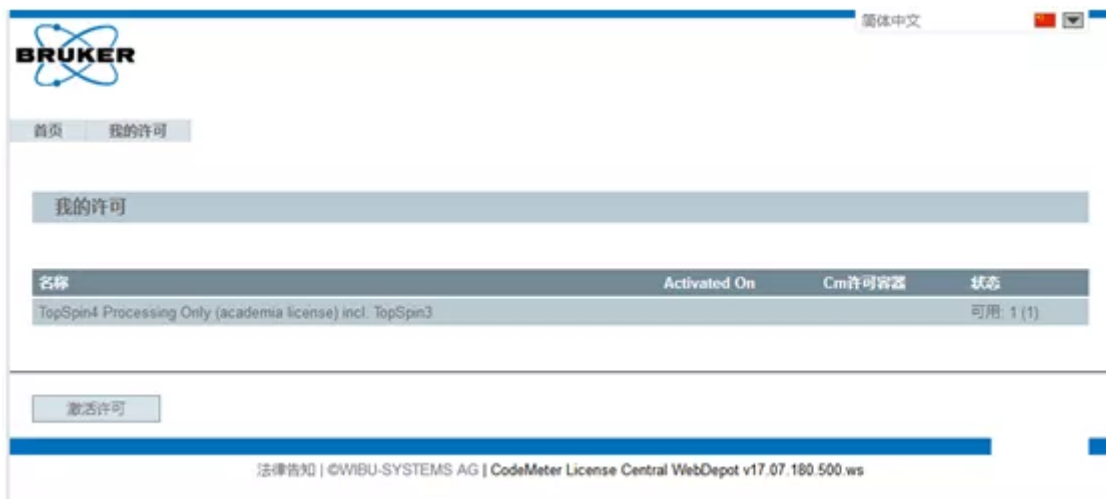 简体中文
BRUKER
首页 我的许可
我的许可
名称 Activated On Cm许可容器 状态
TopSpin4 Processing Only (academia license) incl. TopSpin3 可用: 1 (1)
激活许可
法律告知 | ©WIBU-SYSTEMS AG | CodeMeter License Central WebDepot v17.07.180.500.ws